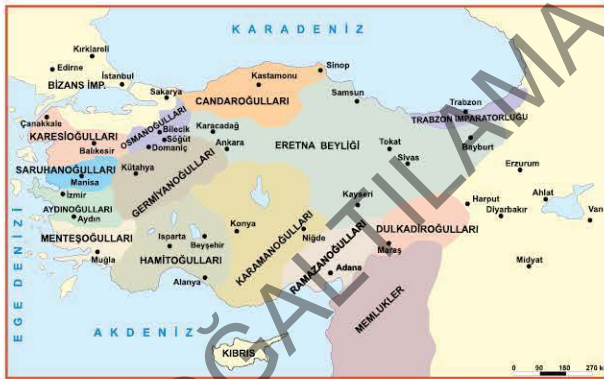 KARADENİZ
Kırklareli
Edirne
BİZANS İMP.
İstanbul
Sakarya
Kastamonu
Sinop
CANDAROĞULLARI
Samsun
Trabzon
TRABZON İMPARATORLUĞU
Çanakkale
KARESİOĞULLARI
Balıkesir
OSMANOĞULLARI
Bilecik
Söğüt
Domaniç
Karacadağ
Ankara
ERETNA BEYLİĞİ
Tokat
Sivas
Bayburt
Erzurum
SARUHANOĞULLARI
Manisa
Kütahya
GERMİYANOĞULLARI
İzmir
AYDINOĞULLARI
Aydın
Kayseri
Harput
Ahlat
Van
Diyarbakır
Konya
KARAMANOĞULLARI
Niğde
DULKADİROĞULLARI
Maraş
MENTEŞOĞULLARI
Muğla
Isparta
Beyşehir
HAMİTOĞULLARI
Alanya
RAMAZANOĞULLARI
Adana
Midyat
MEMLUKLER
EGE DENİZİ
AKDENİZ
KIBRIS
0 90 180 270 k
OĞALTILAMA